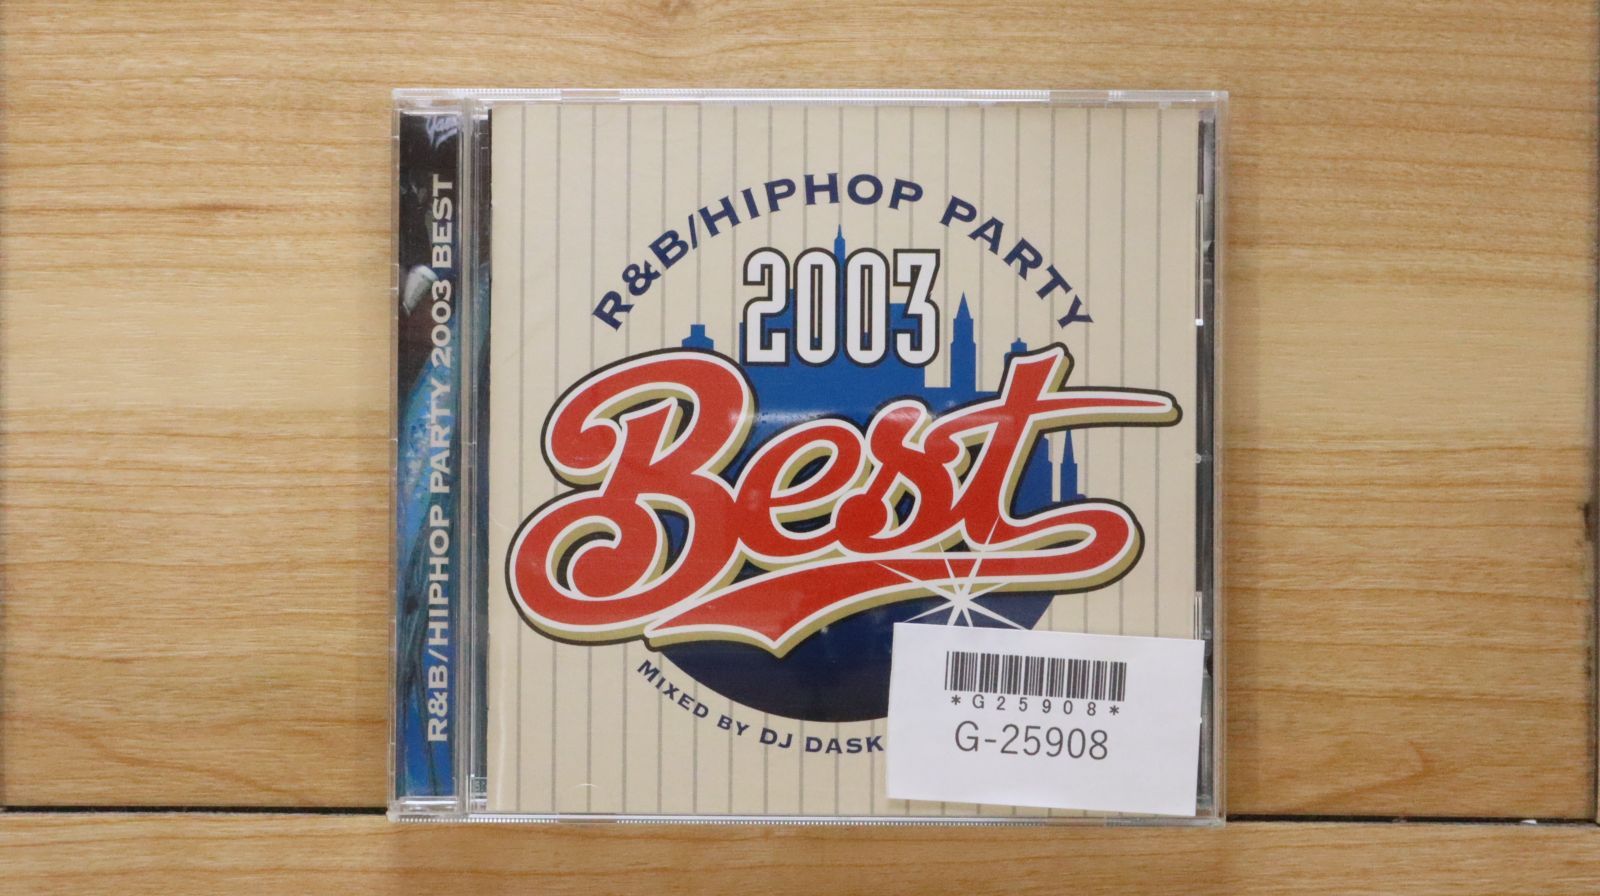 R&B/HIPHOP PARTY 2003 BEST
R&B/HIPHOP PARTY
2003
Best
MIXED BY DJ DASK
*G25908*
G-25908